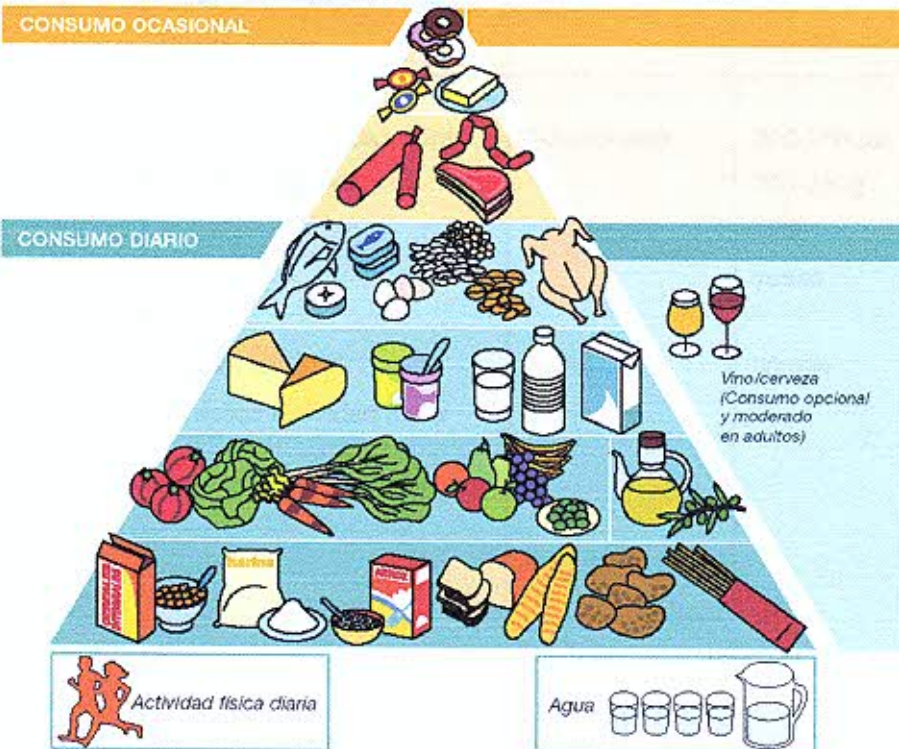 CONSUMO OCASIONAL
CONSUMO DIARIO
Vino/cerveza
(Consumo opcional
y moderado
en adultos)
harina
Actividad física diaria
Agua